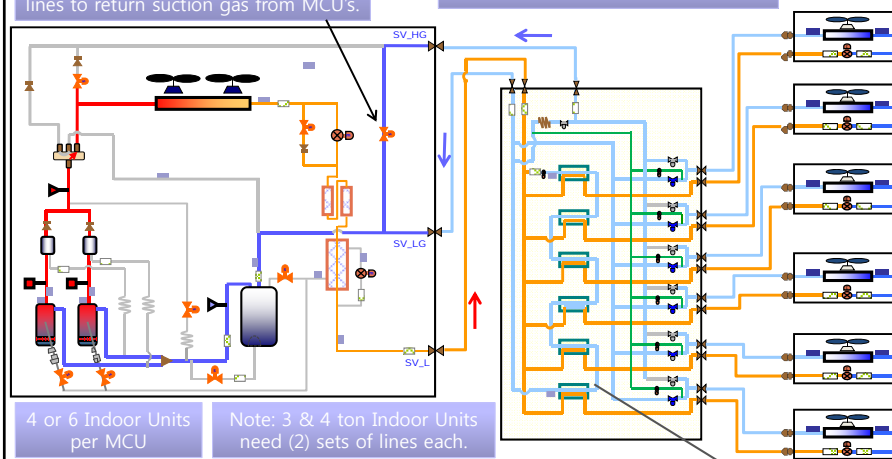 lines to return suction gas from MCU's.
SV_HG
SV_LG
SV_L
4 or 6 Indoor Units
per MCU
Note: 3 & 4 ton Indoor Units
need (2) sets of lines each.